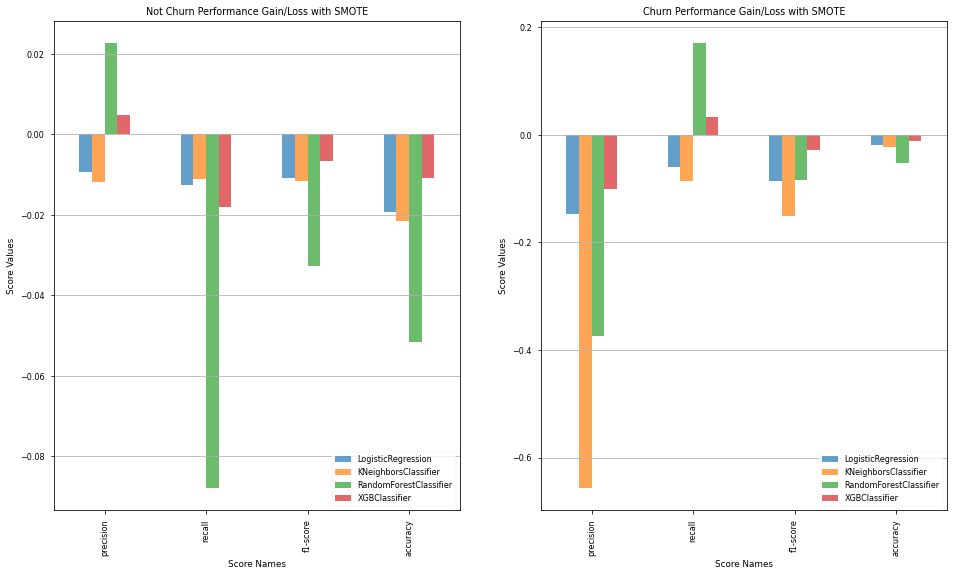 Not Churn Performance Gain/Loss with SMOTE
0.02
0.00
−0.02
−0.04
−0.06
−0.08
Score Values
LogisticRegression
KNeighborsClassifier
RandomForestClassifier
XGBClassifier
precision
recall
f1-score
accuracy
Score Names
Churn Performance Gain/Loss with SMOTE
0.2
0.0
−0.2
−0.4
−0.6
Score Values
LogisticRegression
KNeighborsClassifier
RandomForestClassifier
XGBClassifier
precision
recall
f1-score
accuracy
Score Names